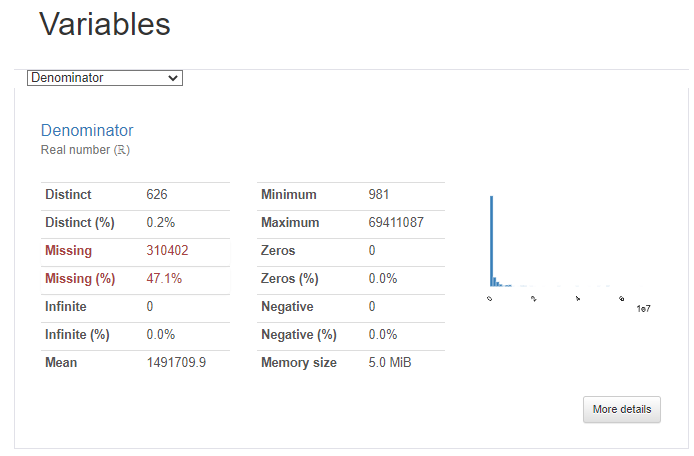 Variables
Denominator
Denominator
Real number (ℝ)
Distinct 626
Distinct (%) 0.2%
Missing 310402
Missing (%) 47.1%
Infinite 0
Infinite (%) 0.0%
Mean 1491709.9
Minimum 981
Maximum 69411087
Zeros 0
Zeros (%) 0.0%
Negative 0
Negative (%) 0.0%
Memory size 5.0 MiB
0 2 4 6
1e7
More details